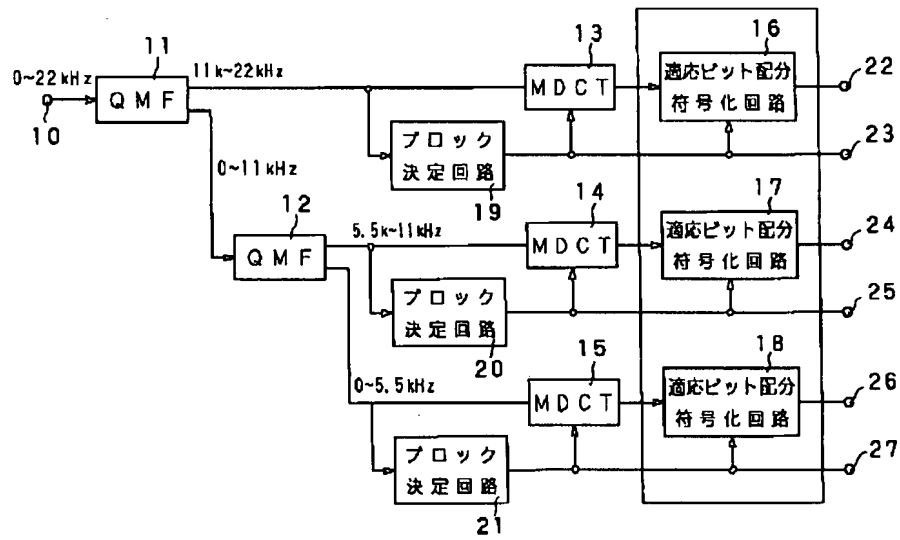 11
13
16
0~22kHz
QMF
11k~22kHz
MDCT
適応ビット配分
符号化回路
22
10
23
ブロック
決定回路
19
0~11kHz
14
17
12
5.5k~11kHz
QMF
MDCT
適応ビット配分
符号化回路
24
25
ブロック
決定回路
20
15
18
0~5.5kHz
MDCT
適応ビット配分
符号化回路
26
27
ブロック
決定回路
21